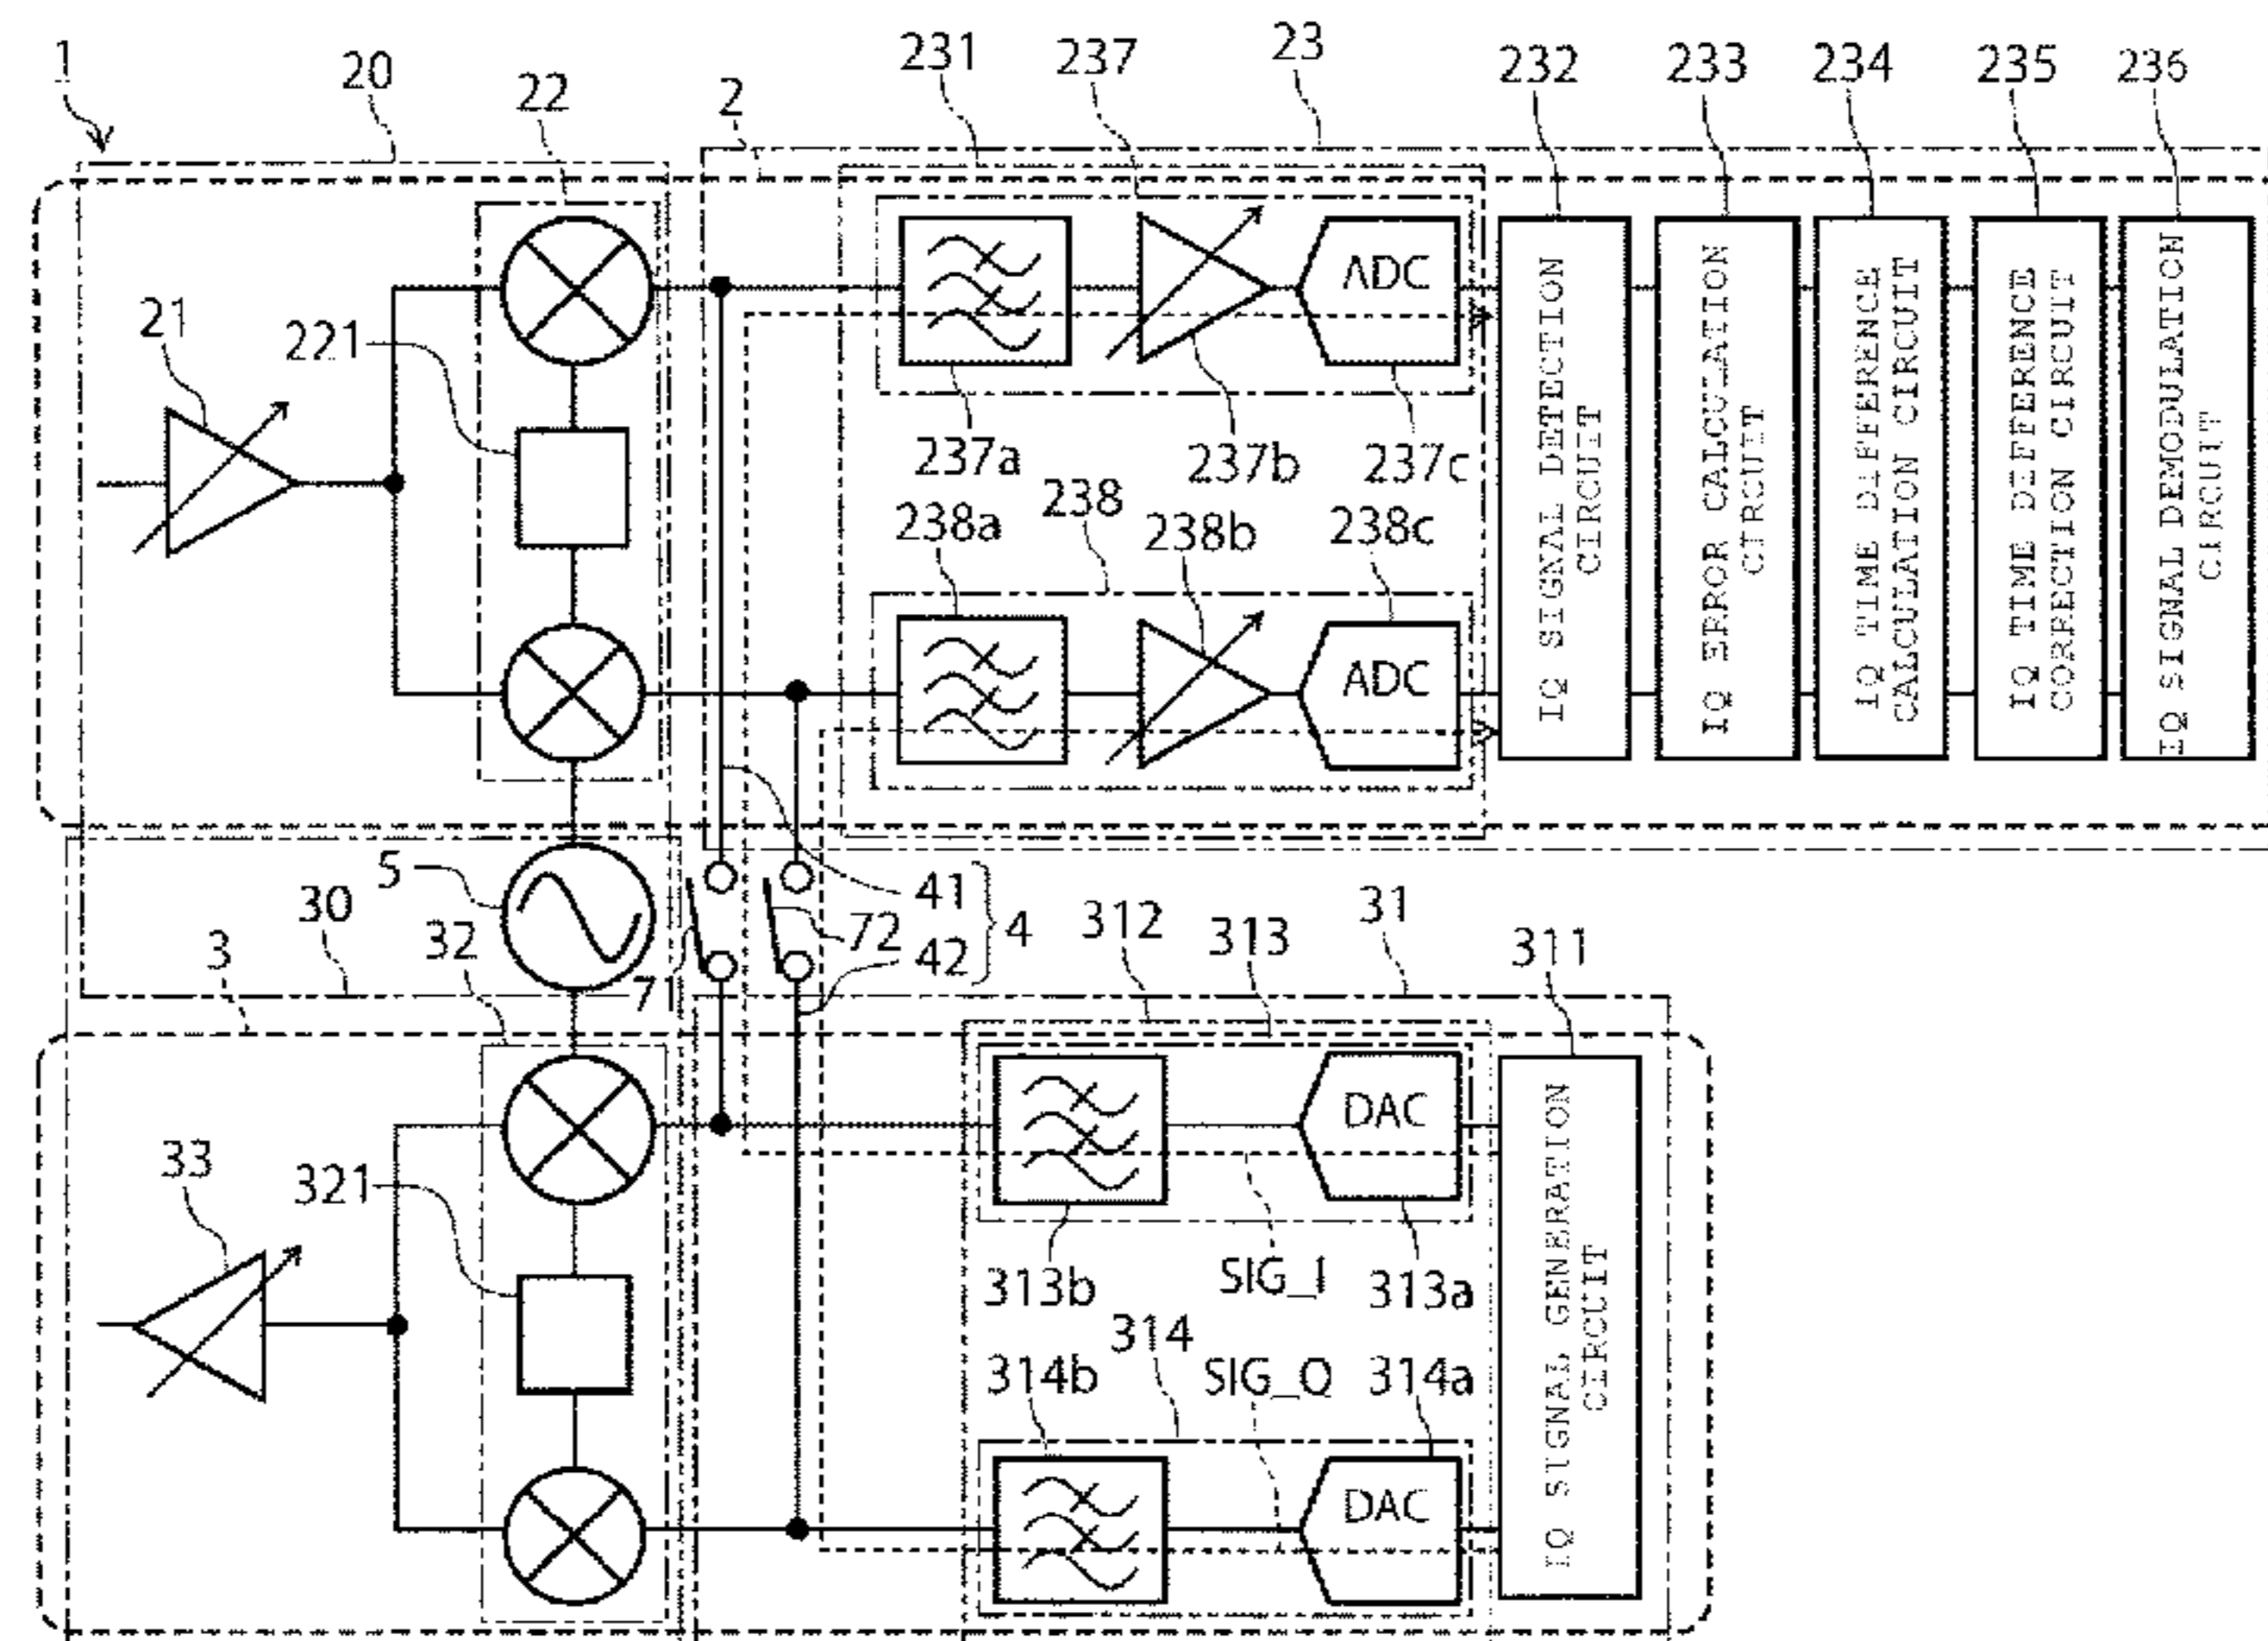 1
20
22
2
231
237
23
232
233
234
235
236
21
221
ADC
237a
237b
237c
238
238a
238b
238c
ADC
IQ SIGNAL DETECTION
CIRCUIT
IQ ERROR CALCULATION
CIRCUIT
IQ TIME DIFFERENCE
CALCULATION CIRCUIT
IQ TIME DIFFERENCE
CORRECTION CIRCUIT
IQ SIGNAL DEMODULATION
CIRCUIT
5
30
3
32
71
41
72
42
4
312
313
31
311
33
321
DAC
313b
SIG_I
313a
314
314b
SIG_Q
314a
DAC
IQ SIGNAL GENERATION
CIRCUIT